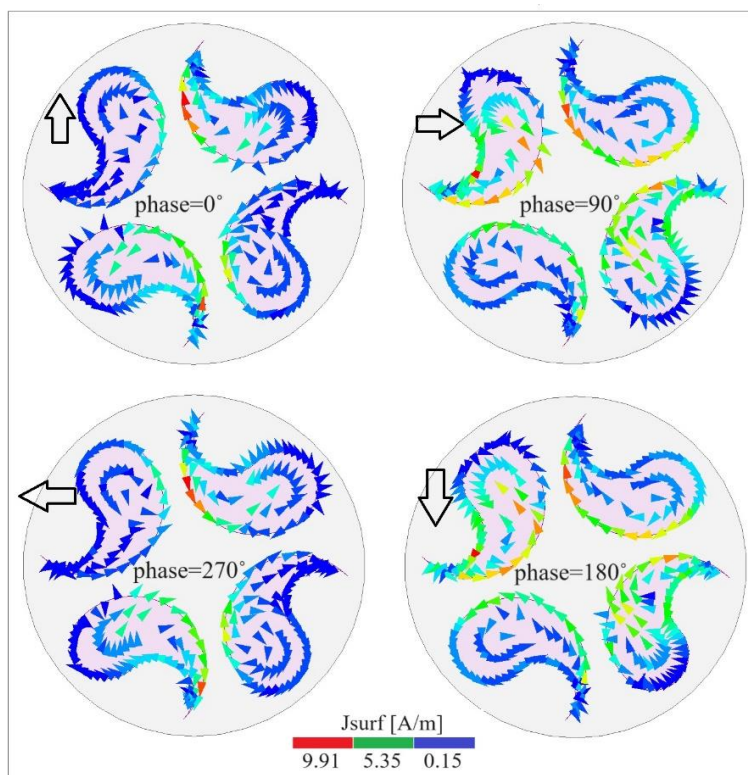 phase=0°
phase=90°
phase=270°
phase=180°
Jsurf [A/m]
9.91 5.35 0.15